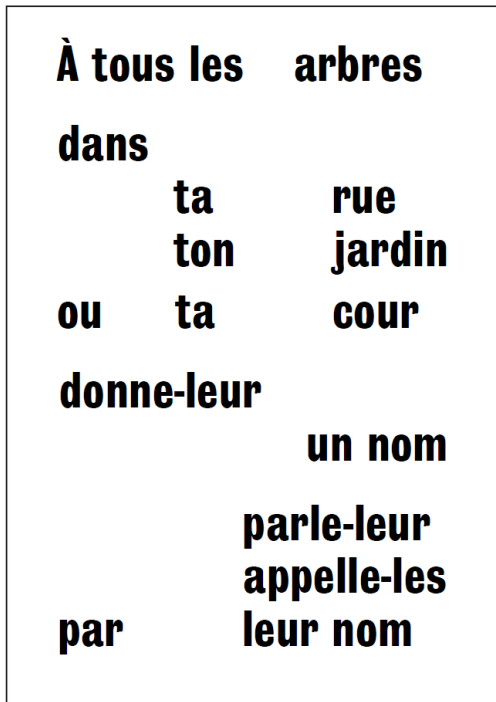 À tous les arbres
dans
ta rue
ton jardin
ou ta cour
donne-leur
un nom
parle-leur
appelle-les
par leur nom